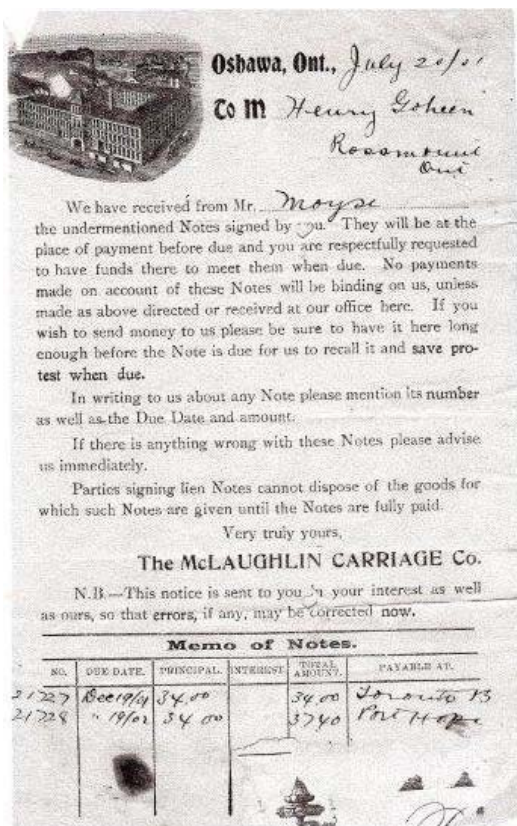 Oshawa, Ont., July 20/01
To M Henry Goheen
Rosemount
Ont
We have received from Mr. Moyse
the undermentioned Notes signed by you. They will be at the
place of payment before due and you are respectfully requested
to have funds there to meet them when due. No payments
made on account of these Notes will be binding on us, unless
made as above directed or received at our office here. If you
wish to send money to us please be sure to have it here long
enough before the Note is due for us to recall it and save pro-
test when due.
In writing to us about any Note please mention its number
as well as the Due Date and amount.
If there is anything wrong with these Notes please advise
us immediately.
Parties signing lien Notes cannot dispose of the goods for
which such Notes are given until the Notes are fully paid.
Very truly yours,
The McLAUGHLIN CARRIAGE Co.
N.B.—This notice is sent to you in your interest as well
as ours, so that errors, if any, may be corrected now.
Memo of Notes.
NO. DUE DATE. PRINCIPAL. INTEREST TOTAL AMOUNT. PAYABLE AT.
21727 Dec 19/01 34.00 34.00 Toronto B
21728 " 19/02 34 00 37 40 Port Hope